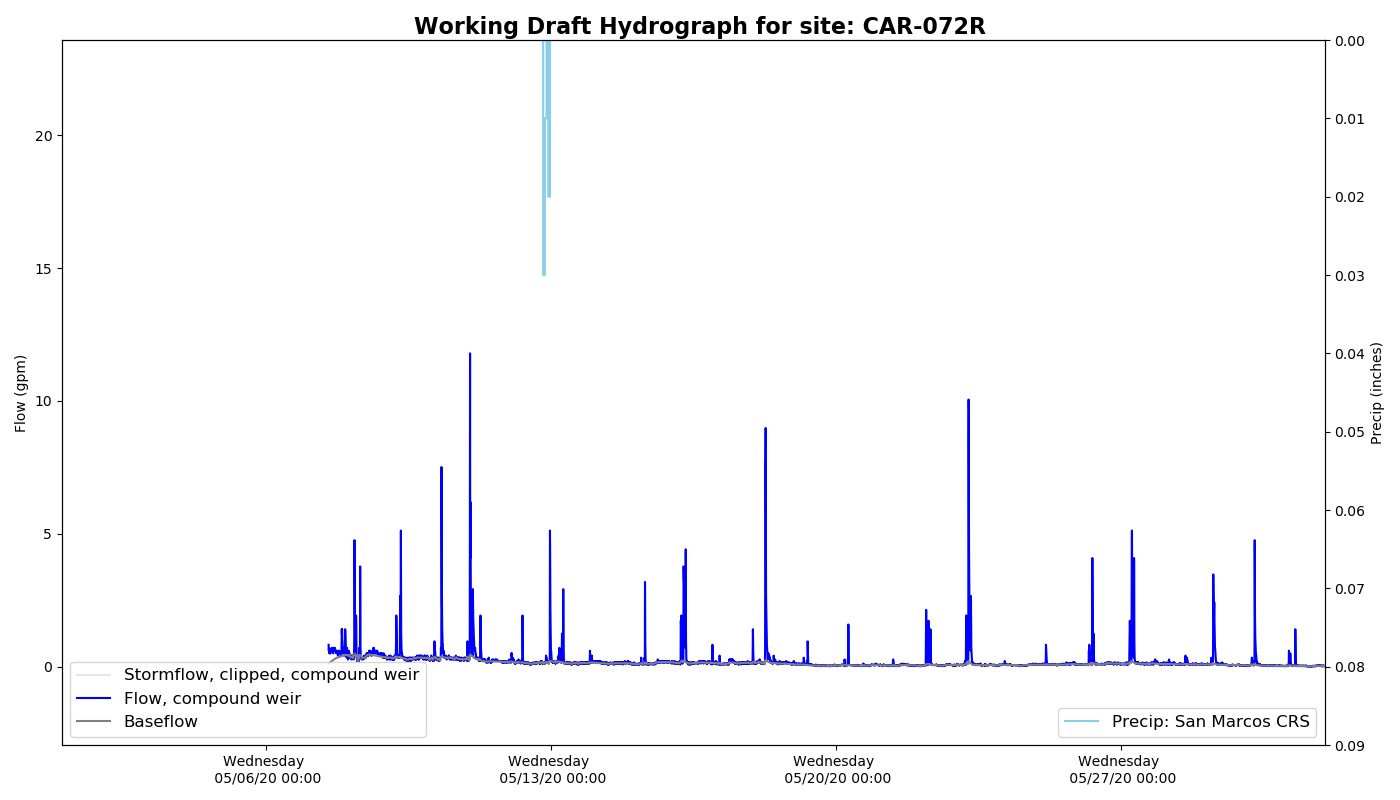 Working Draft Hydrograph for site: CAR-072R
Flow (gpm)
20
15
10
5
0
0.00
0.01
0.02
0.03
0.04
0.05
0.06
0.07
0.08
0.09
Precip (inches)
Stormflow, clipped, compound weir
Flow, compound weir
Baseflow
Precip: San Marcos CRS
Wednesday
05/06/20 00:00
Wednesday
05/13/20 00:00
Wednesday
05/20/20 00:00
Wednesday
05/27/20 00:00